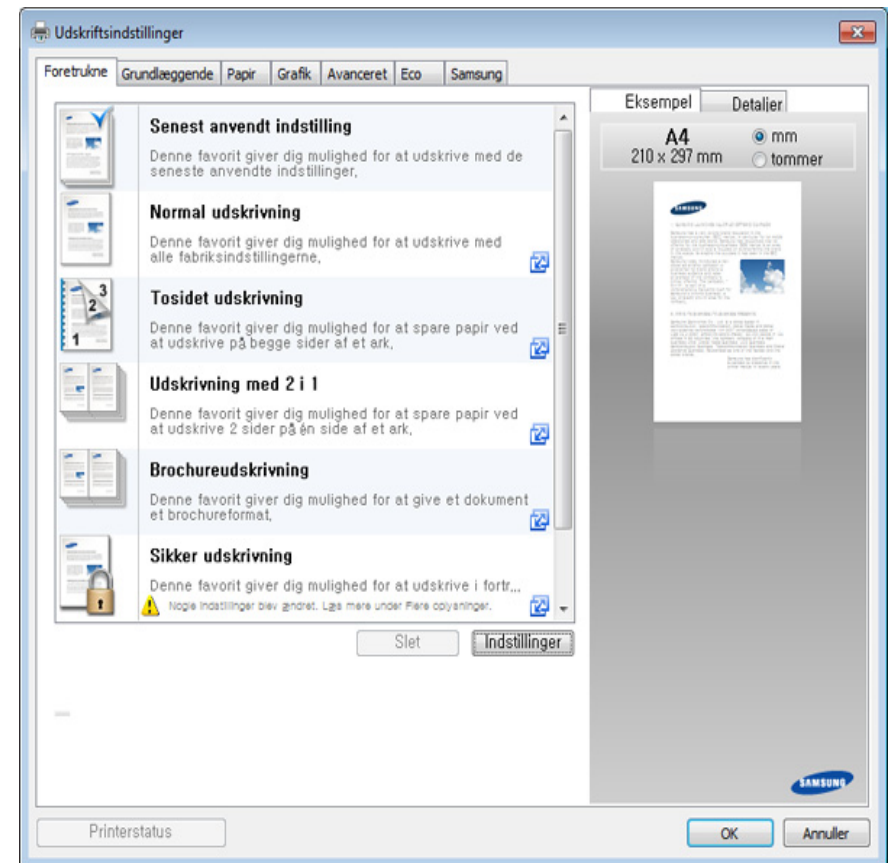 Udskriftsindstillinger
Foretrukne Grundlæggende Papir Grafik Avanceret Eco Samsung
Senest anvendt indstilling
Denne favorit giver dig mulighed for at udskrive med de
seneste anvendte indstillinger.
Normal udskrivning
Denne favorit giver dig mulighed for at udskrive med
alle fabriksindstillingerne.
3
2
1
Tosidet udskrivning
Denne favorit giver dig mulighed for at spare papir ved
at udskrive på begge sider af et ark.
Udskrivning med 2 i 1
Denne favorit giver dig mulighed for at spare papir ved
at udskrive 2 sider på én side af et ark.
Brochureudskrivning
Denne favorit giver dig mulighed for at give et dokument
et brochureformat.
Sikker udskrivning
Denne favorit giver dig mulighed for at udskrive i fortr...
Nogle indstillinger blev ændret. Læs mere under Flere oplysninger.
Slet Indstillinger
Eksempel Detaljer
A4
210 x 297 mm
mm
tommer
SAMSUNG
SAMSUNG
Printerstatus
OK Annuller